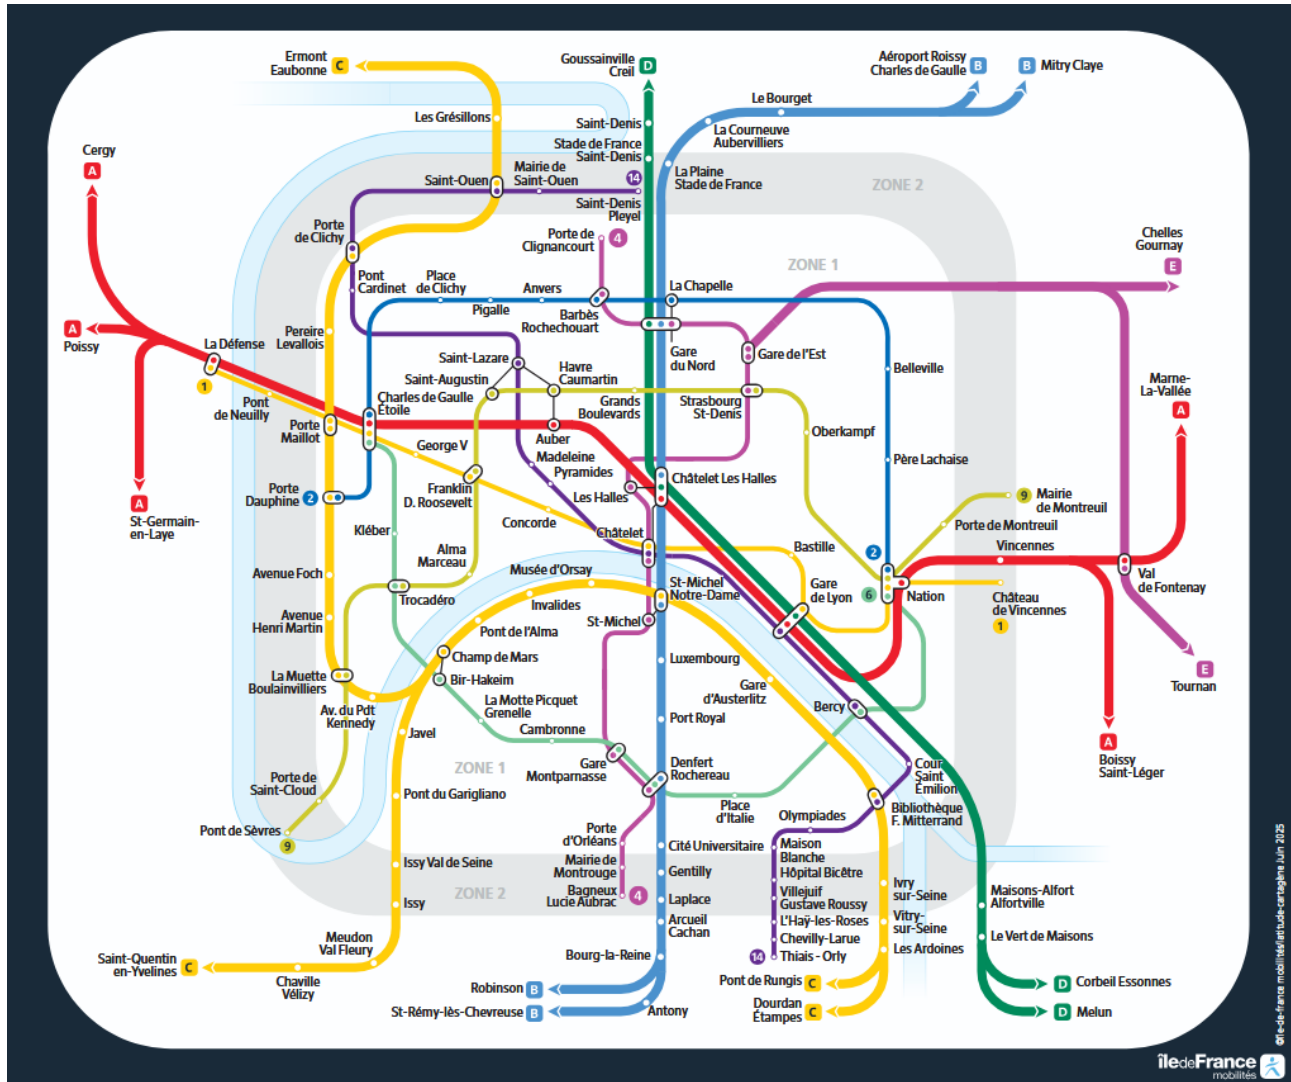 Ermont
Eaubonne
C
Goussainville
Creil
D
Aéroport Roissy
Charles de Gaulle
B
B
Mitry Claye
Le Bourget
Les Grésillons
Saint-Denis
La Courneuve
Aubervilliers
Stade de France
Saint-Denis
Cergy
A
La Plaine
Stade de France
Saint-Ouen
Mairie de
Saint-Ouen
14
ZONE 2
Saint-Denis
Pleyel
Porte
de Clichy
Porte de
Clignancourt
4
Chelles
Gournay
E
ZONE 1
Pont
Cardinet
Place
de Clichy
Anvers
La Chapelle
Pigalle
Barbès
Rochechouart
A
Poissy
La Défense
Pereire
Levallois
Saint-Lazare
Havre
Caumartin
Gare
du Nord
Gare de l'Est
Belleville
1
Pont
de Neuilly
Saint-Augustin
Charles de Gaulle
Étoile
Grands
Boulevards
Strasbourg
St-Denis
Marne-
La-Vallée
A
Porte
Maillot
George V
Auber
Madeleine
Pyramides
Oberkampf
Père Lachaise
Porte
Dauphine
2
Franklin
D. Roosevelt
Les Halles
Châtelet Les Halles
A
St-Germain-
en-Laye
Kléber
Concorde
Châtelet
9
Mairie
de Montreuil
Porte de Montreuil
Alma
Marceau
Bastille
2
Vincennes
Avenue Foch
Musée d'Orsay
St-Michel
Notre-Dame
Gare
de Lyon
6
Nation
Val
de Fontenay
Trocadéro
Invalides
Château
de Vincennes
1
Avenue
Henri Martin
Pont de l'Alma
St-Michel
Champ de Mars
Luxembourg
La Muette
Boulainvilliers
Bir-Hakeim
Gare
d'Austerlitz
E
Tournan
Av. du Pdt
Kennedy
La Motte Picquet
Grenelle
Port Royal
Bercy
Javel
Cambronne
A
Boissy
Saint-Léger
ZONE 1
Gare
Montparnasse
Denfert
Rochereau
Cour
Saint
Émilion
Porte de
Saint-Cloud
Pont du Garigliano
Place
d'Italie
Olympiades
Bibliothèque
F. Mitterrand
Pont de Sèvres
9
Porte
d'Orléans
Cité Universitaire
Maison
Blanche
Issy Val de Seine
Mairie de
Montrouge
Gentilly
Hôpital Bicêtre
ZONE 2
Bagneux
Lucie Aubrac
4
Laplace
Villejuif
Gustave Roussy
Ivry
sur-Seine
Maisons-Alfort
Alfortville
Issy
Arcueil
Cachan
L'Haÿ-les-Roses
Vitry-
sur-Seine
Meudon
Val Fleury
Chevilly-Larue
Le Vert de Maisons
Saint-Quentin
en-Yvelines
C
Bourg-la-Reine
14
Thiais - Orly
Les Ardoines
Chaville
Vélizy
Robinson
B
Pont de Rungis
C
D
Corbeil Essonnes
St-Rémy-lès-Chevreuse
B
Antony
Dourdan
Étampes
C
D
Melun
©île-de-france mobilités/latitude-cartagène Juin 2025
îledeFrance
mobilités